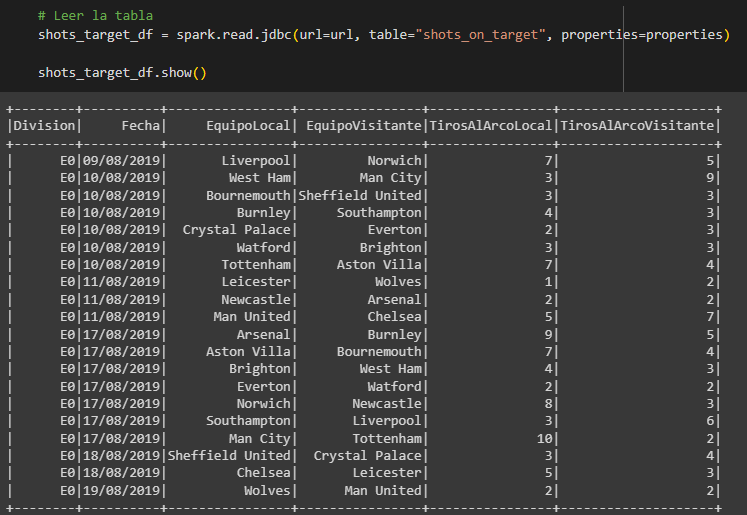 # Leer la tabla
shots_target_df = spark.read.jdbc(url=url, table="shots_on_target", properties=properties)
shots_target_df.show()
+--------+----------+----------------+----------------+----------------+--------------------+
|Division|     Fecha|     EquipoLocal| EquipoVisitante|TirosAlArcoLocal|TirosAlArcoVisitante|
+--------+----------+----------------+----------------+----------------+--------------------+
|      E0|09/08/2019|       Liverpool|         Norwich|               7|                   5|
|      E0|10/08/2019|        West Ham|        Man City|               3|                   9|
|      E0|10/08/2019|     Bournemouth|Sheffield United|               3|                   3|
|      E0|10/08/2019|         Burnley|     Southampton|               4|                   3|
|      E0|10/08/2019|  Crystal Palace|         Everton|               2|                   3|
|      E0|10/08/2019|         Watford|        Brighton|               3|                   3|
|      E0|10/08/2019|       Tottenham|     Aston Villa|               7|                   4|
|      E0|11/08/2019|       Leicester|          Wolves|               1|                   2|
|      E0|11/08/2019|       Newcastle|         Arsenal|               2|                   2|
|      E0|11/08/2019|      Man United|         Chelsea|               5|                   7|
|      E0|17/08/2019|         Arsenal|         Burnley|               9|                   5|
|      E0|17/08/2019|     Aston Villa|     Bournemouth|               7|                   4|
|      E0|17/08/2019|        Brighton|        West Ham|               4|                   3|
|      E0|17/08/2019|         Everton|         Watford|               2|                   2|
|      E0|17/08/2019|         Norwich|       Newcastle|               8|                   3|
|      E0|17/08/2019|     Southampton|       Liverpool|               3|                   6|
|      E0|17/08/2019|        Man City|       Tottenham|              10|                   2|
|      E0|18/08/2019|Sheffield United|  Crystal Palace|               3|                   4|
|      E0|18/08/2019|         Chelsea|       Leicester|               5|                   3|
|      E0|19/08/2019|          Wolves|      Man United|               2|                   2|
+--------+----------+----------------+----------------+----------------+--------------------+